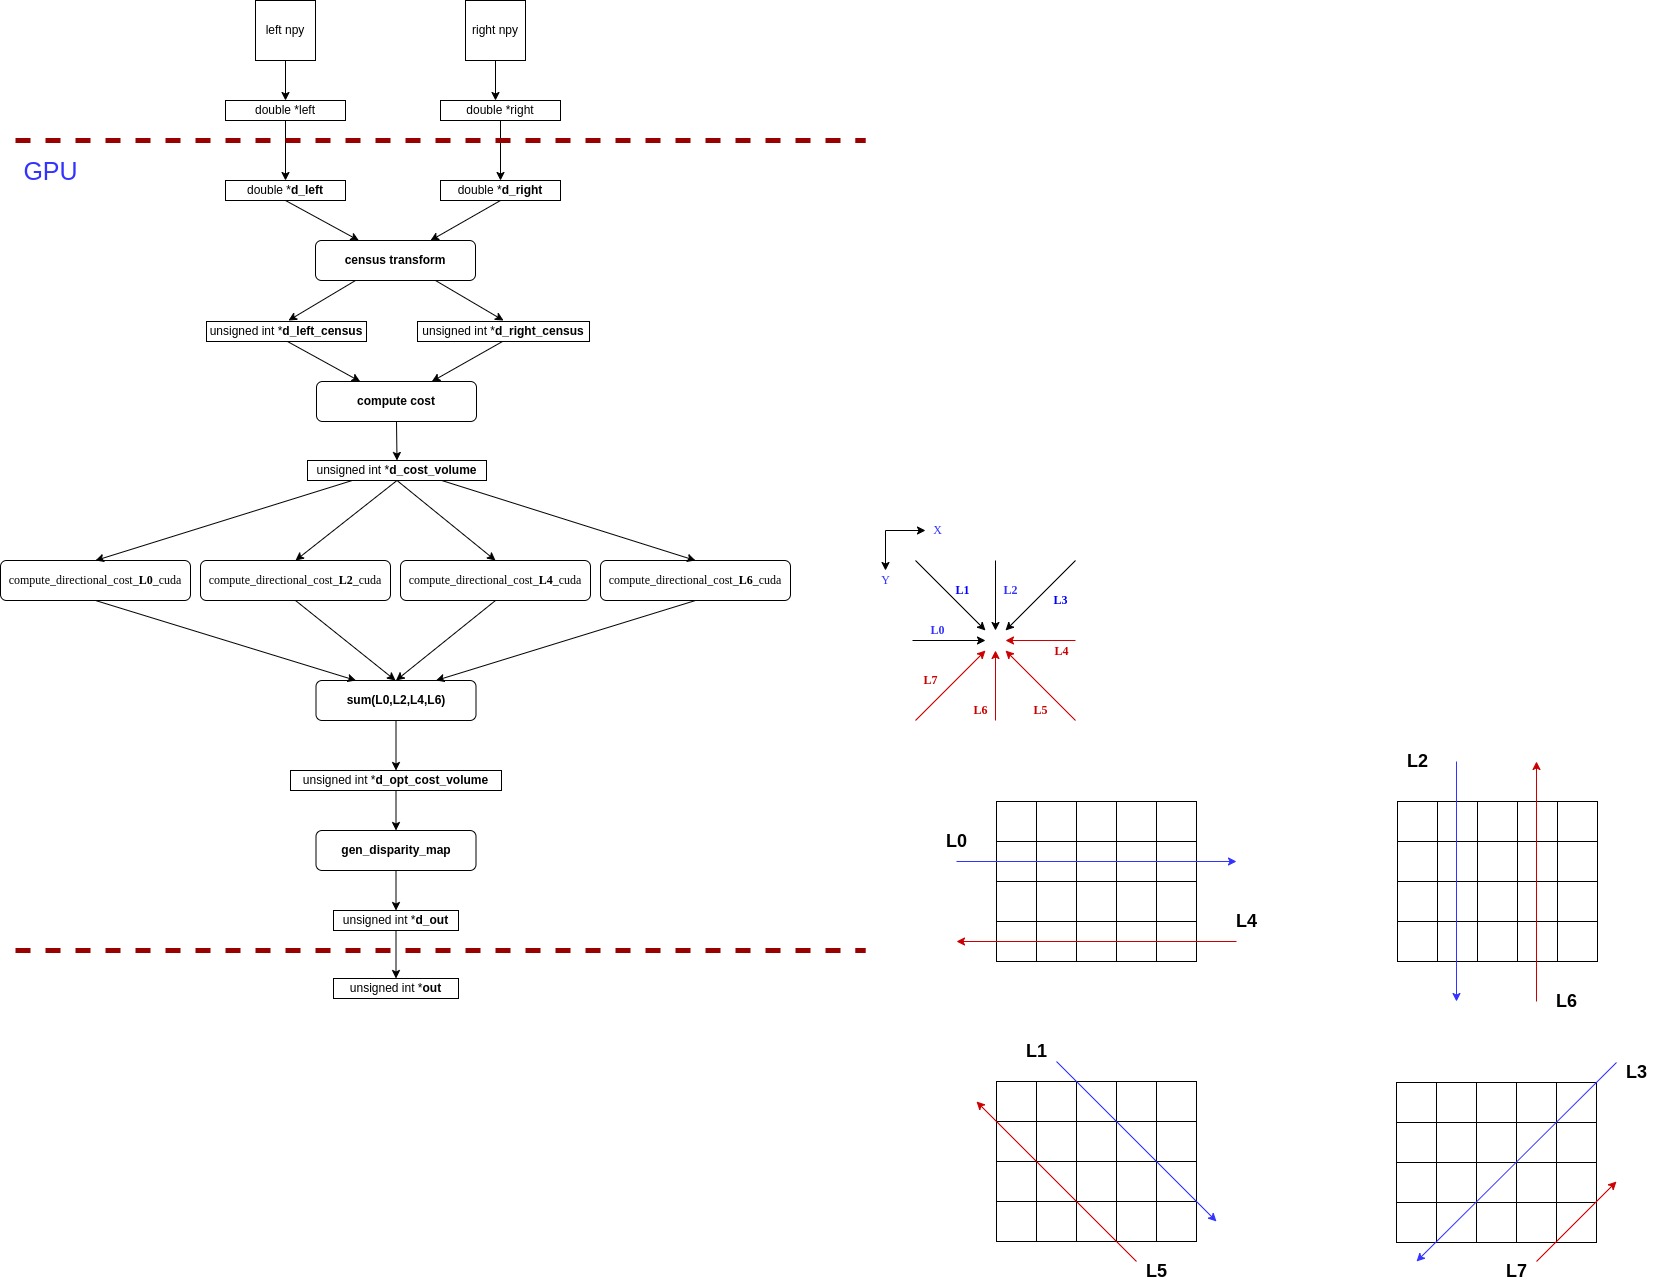 left npy
right npy
double *left
double *right
GPU
double *d_left
double *d_right
census transform
unsigned int *d_left_census
unsigned int *d_right_census
compute cost
unsigned int *d_cost_volume
compute_directional_cost_L0_cuda
compute_directional_cost_L2_cuda
compute_directional_cost_L4_cuda
compute_directional_cost_L6_cuda
sum(L0,L2,L4,L6)
unsigned int *d_opt_cost_volume
gen_disparity_map
unsigned int *d_out
unsigned int *out
X
Y
L1
L2
L3
L0
L4
L7
L6
L5
L0
L4
L2
L6
L1
L5
L3
L7